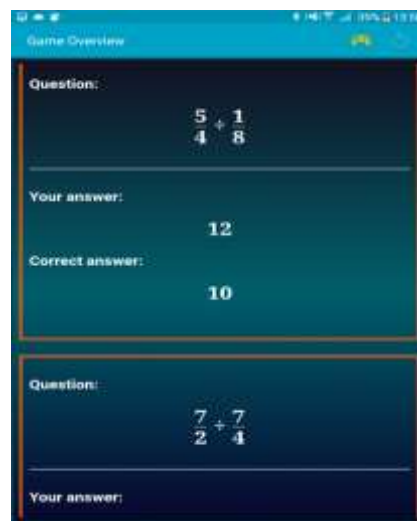 Game Overview
Question:
5/4 ÷ 1/8
Your answer:
12
Correct answer:
10
Question:
7/2 ÷ 7/4
Your answer: